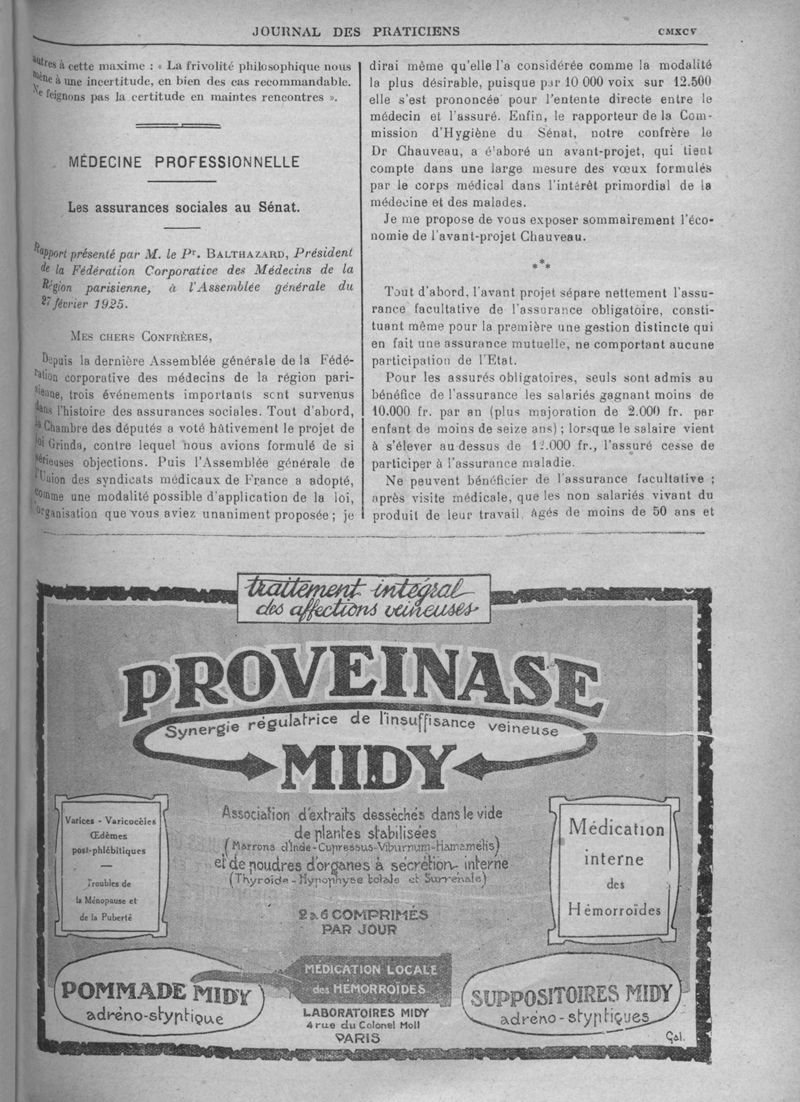 JOURNAL DES PRATICIENS
CMXCV
autres à cette maxime : « La frivolité philosophique nous
mène à une incertitude, en bien des cas recommandable.
Ne feignons pas la certitude en maintes rencontres ».
MÉDECINE PROFESSIONNELLE
Les assurances sociales au Sénat.
Rapport présenté par M. le Pr. BALTHAZARD, Président
de la Fédération Corporative des Médecins de la
Région parisienne, à l'Assemblée générale du
27 février 1925.
MES CHERS CONFRÈRES,
Depuis la dernière Assemblée générale de la Fédé-
ration corporative des médecins de la région pari-
sienne, trois événements importants sont survenus
dans l'histoire des assurances sociales. Tout d'abord,
la Chambre des députés a voté hâtivement le projet de
loi Grinda, contre lequel nous avions formulé de si
sérieuses objections. Puis l'Assemblée générale de
l'Union des syndicats médicaux de France a adopté,
comme une modalité possible d'application de la loi,
l'organisation que vous aviez unaniment proposée ; je
dirai même qu'elle l'a considérée comme la modalité
la plus désirable, puisque par 10 000 voix sur 12.500
elle s'est prononcée pour l'entente directe entre le
médecin et l'assuré. Enfin, le rapporteur de la Com-
mission d'Hygiène du Sénat, notre confrère le
Dr Chauveau, a é'aboré un avant-projet, qui tient
compte dans une large mesure des vœux formulés
par le corps médical dans l'intérêt primordial de la
médecine et des malades.
Je me propose de vous exposer sommairement l'éco-
nomie de l'avant-projet Chauveau.
***
Tout d'abord, l'avant projet sépare nettement l'assu-
rance facultative de l'assurance obligatoire, consti-
tuant même pour la première une gestion distincte qui
en fait une assurance mutuelle, ne comportant aucune
participation de l'Etat.
Pour les assurés obligatoires, seuls sont admis au
bénéfice de l'assurance les salariés gagnant moins de
10.000 fr. par an (plus majoration de 2.000 fr. par
enfant de moins de seize ans) ; lorsque le salaire vient
à s'élever au dessus de 12.000 fr., l'assuré cesse de
participer à l'assurance maladie.
Ne peuvent bénéficier de l'assurance facultative ;
après visite médicale, que les non salariés vivant du
produit de leur travail. Agés de moins de 50 ans et
traitement intégral
des affections veineuses
PROVEINASE
Synergie régulatrice de l'insuffisance veineuse
MIDY
Varices - Varicocèles
Œdèmes
post-phlébitiques
Troubles de
la Ménopause et
de la Puberté
Association d'extraits desséchés dans le vide
de plantes stabilisées
(Marrons d'Inde-Cupressus-Viburnum-Hamamelis)
et de poudres d'organes à sécrétion interne
(Thyroïde-Hypophyse totale et Surrénale)
2 à 6 COMPRIMÉS
PAR JOUR
Médication
interne
des
Hémorroïdes
POMMADE MIDY
adréno-styptique
MÉDICATION LOCALE
des HÉMORROÏDES
LABORATOIRES MIDY
4 rue du Colonel Moll
PARIS
SUPPOSITOIRES MIDY
adréno-styptiques
Gal.